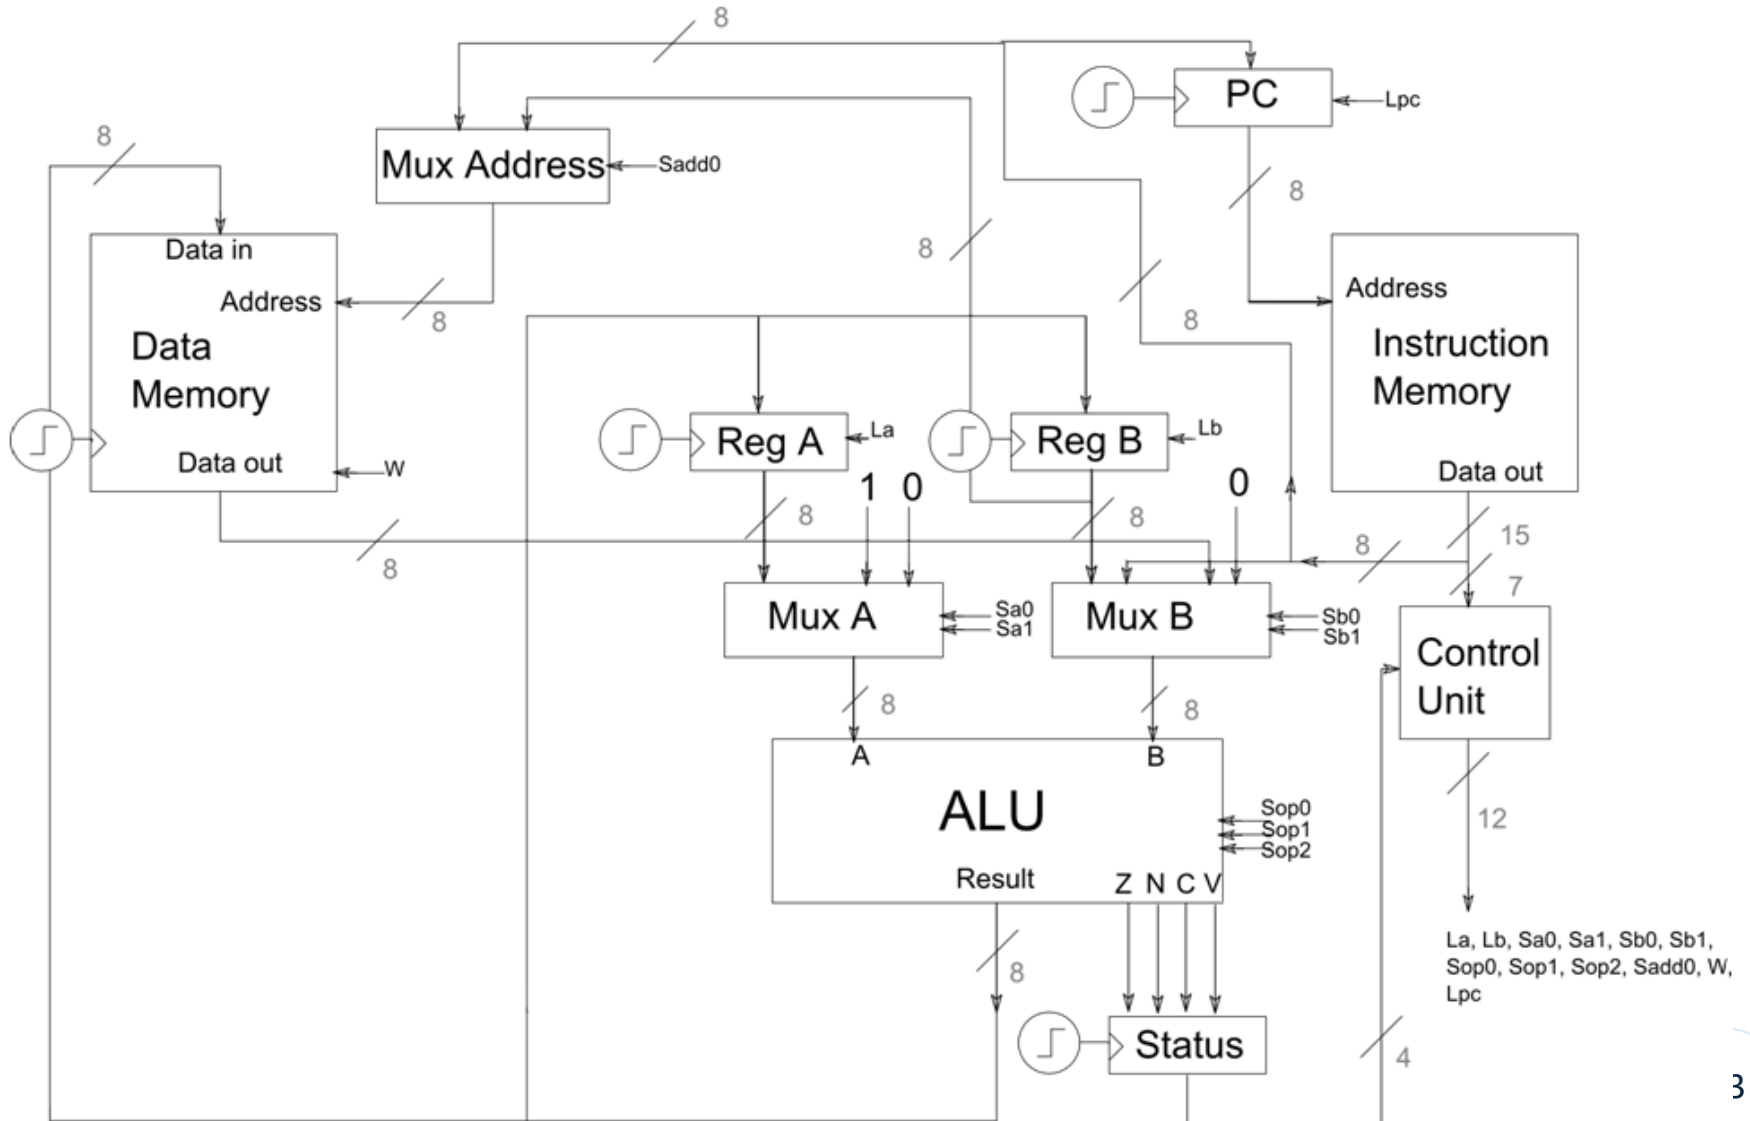 8
PC
Lpc
8
Mux Address
Sadd0
8
8
Data in
Address
Data
Memory
Data out
W
8
8
8
Address
Instruction
Memory
Data out
Reg A
La
Reg B
Lb
1 0
0
8
8
8
8
15
7
Mux A
Sa0
Sa1
Mux B
Sb0
Sb1
Control
Unit
8
8
A
B
ALU
Sop0
Sop1
Sop2
Result
Z N C V
12
8
La, Lb, Sa0, Sa1, Sb0, Sb1,
Sop0, Sop1, Sop2, Sadd0, W,
Lpc
Status
4